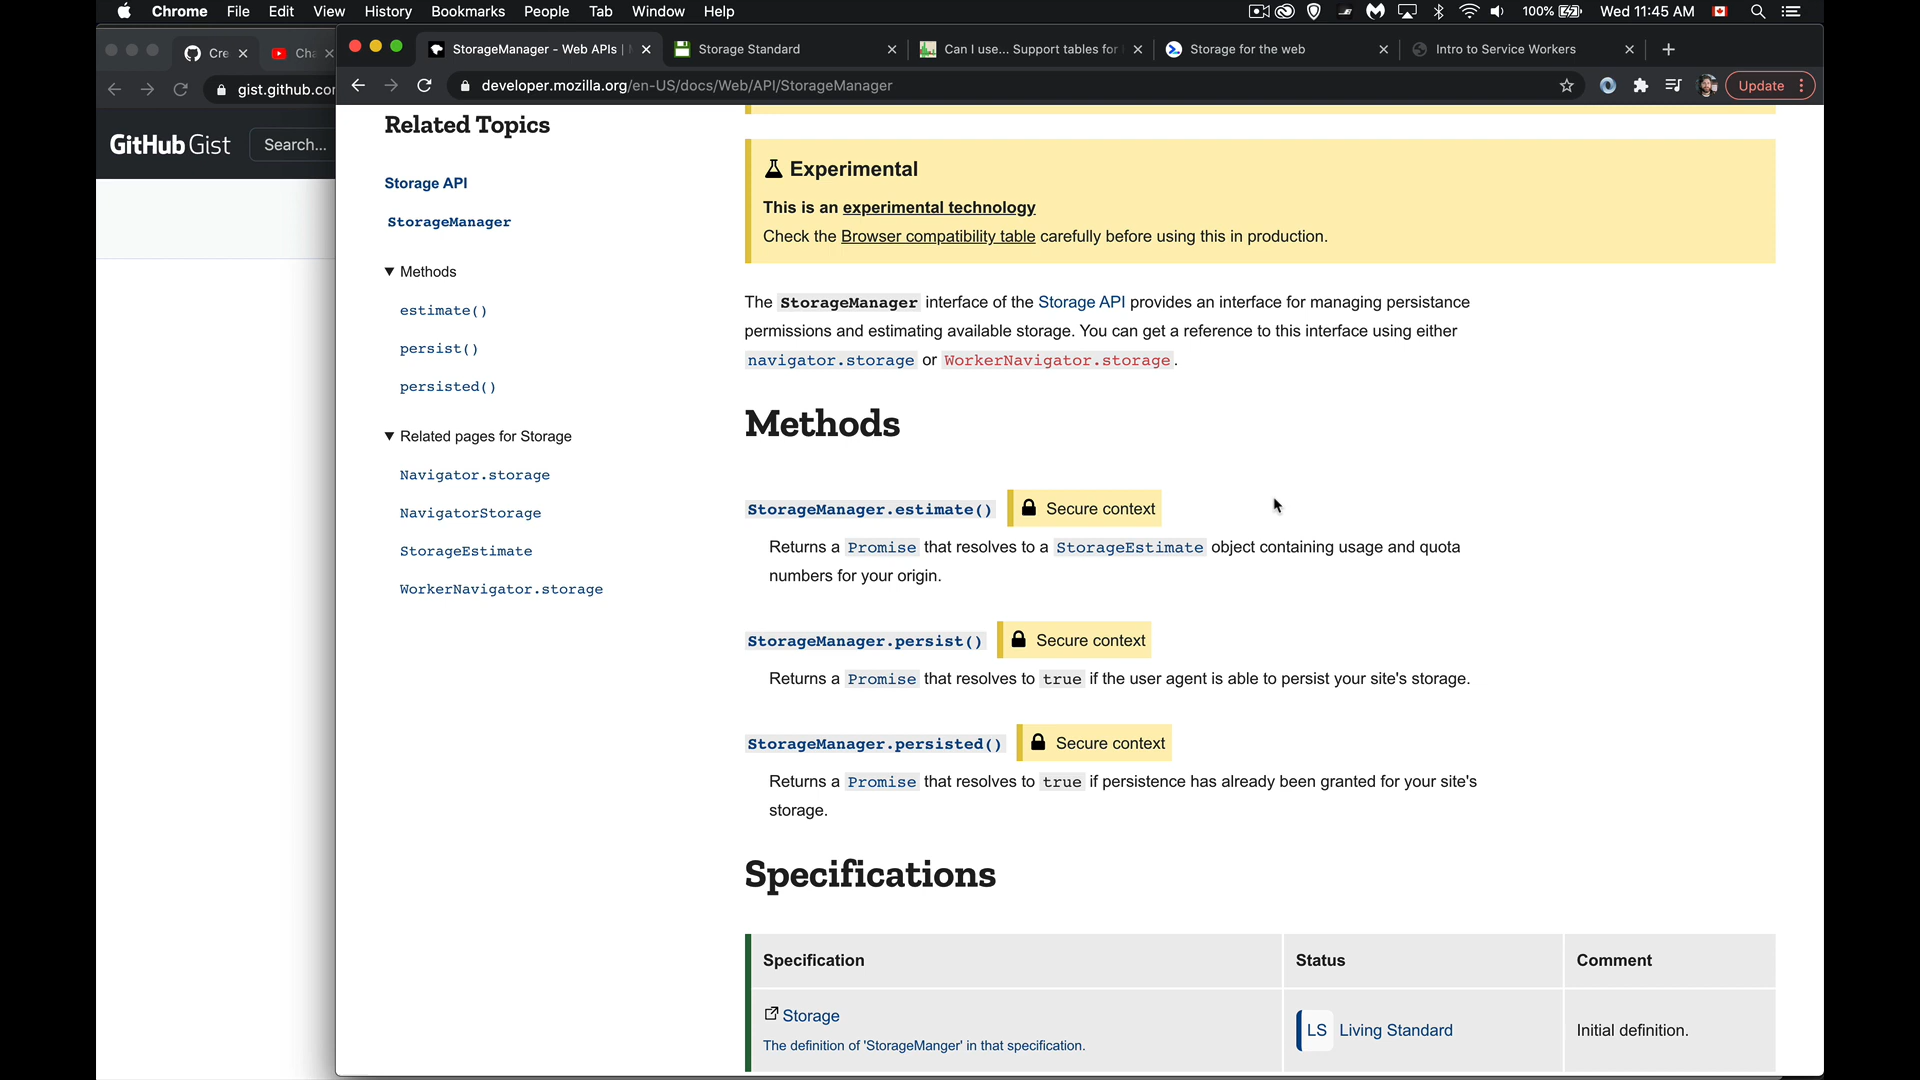 Chrome File Edit View History Bookmarks People Tab Window Help 100% Wed 11:45 AM
Cre
Cha
StorageManager - Web APIs |
Storage Standard
Can I use... Support tables for
Storage for the web
Intro to Service Workers
gist.github.com
developer.mozilla.org/en-US/docs/Web/API/StorageManager
Update
GitHub Gist
Search...
Related Topics
Storage API
StorageManager
▼ Methods
estimate()
persist()
persisted()
▼ Related pages for Storage
Navigator.storage
NavigatorStorage
StorageEstimate
WorkerNavigator.storage
Experimental
This is an experimental technology
Check the Browser compatibility table carefully before using this in production.
The StorageManager interface of the Storage API provides an interface for managing persistance
permissions and estimating available storage. You can get a reference to this interface using either
navigator.storage or WorkerNavigator.storage.
Methods
StorageManager.estimate() Secure context
Returns a Promise that resolves to a StorageEstimate object containing usage and quota
numbers for your origin.
StorageManager.persist() Secure context
Returns a Promise that resolves to true if the user agent is able to persist your site's storage.
StorageManager.persisted() Secure context
Returns a Promise that resolves to true if persistence has already been granted for your site's
storage.
Specifications
Specification Status Comment
Storage
The definition of 'StorageManger' in that specification.
LS Living Standard
Initial definition.